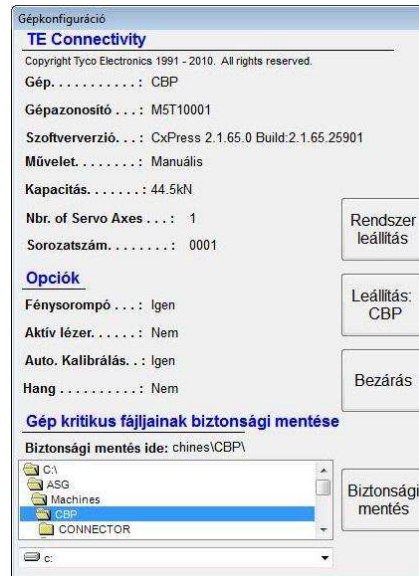 Gépkonfiguráció
TE Connectivity
Copyright Tyco Electronics 1991 - 2010. All rights reserved.
Gép. . . . . . . . . . . : CBP
Gépazonosító . . . : M5T10001
Szoftververzió. . . : CxPress 2.1.65.0 Build:2.1.65.25901
Művelet. . . . . . . . : Manuális
Kapacitás. . . . . . . : 44.5kN
Nbr. of Servo Axes . . . : 1
Sorozatszám. . . . . . . . : 0001
Rendszer
leállítás
Opciók
Fénysorompó . . . : Igen
Aktív lézer. . . . . . : Nem
Auto. Kalibrálás. . : Igen
Hang . . . . . . . . . . : Nem
Leállítás:
CBP
Bezárás
Gép kritikus fájljainak biztonsági mentése
Biztonsági mentés ide: chines\CBP\
C:\
ASG
Machines
CBP
CONNECTOR
c:
Biztonsági
mentés